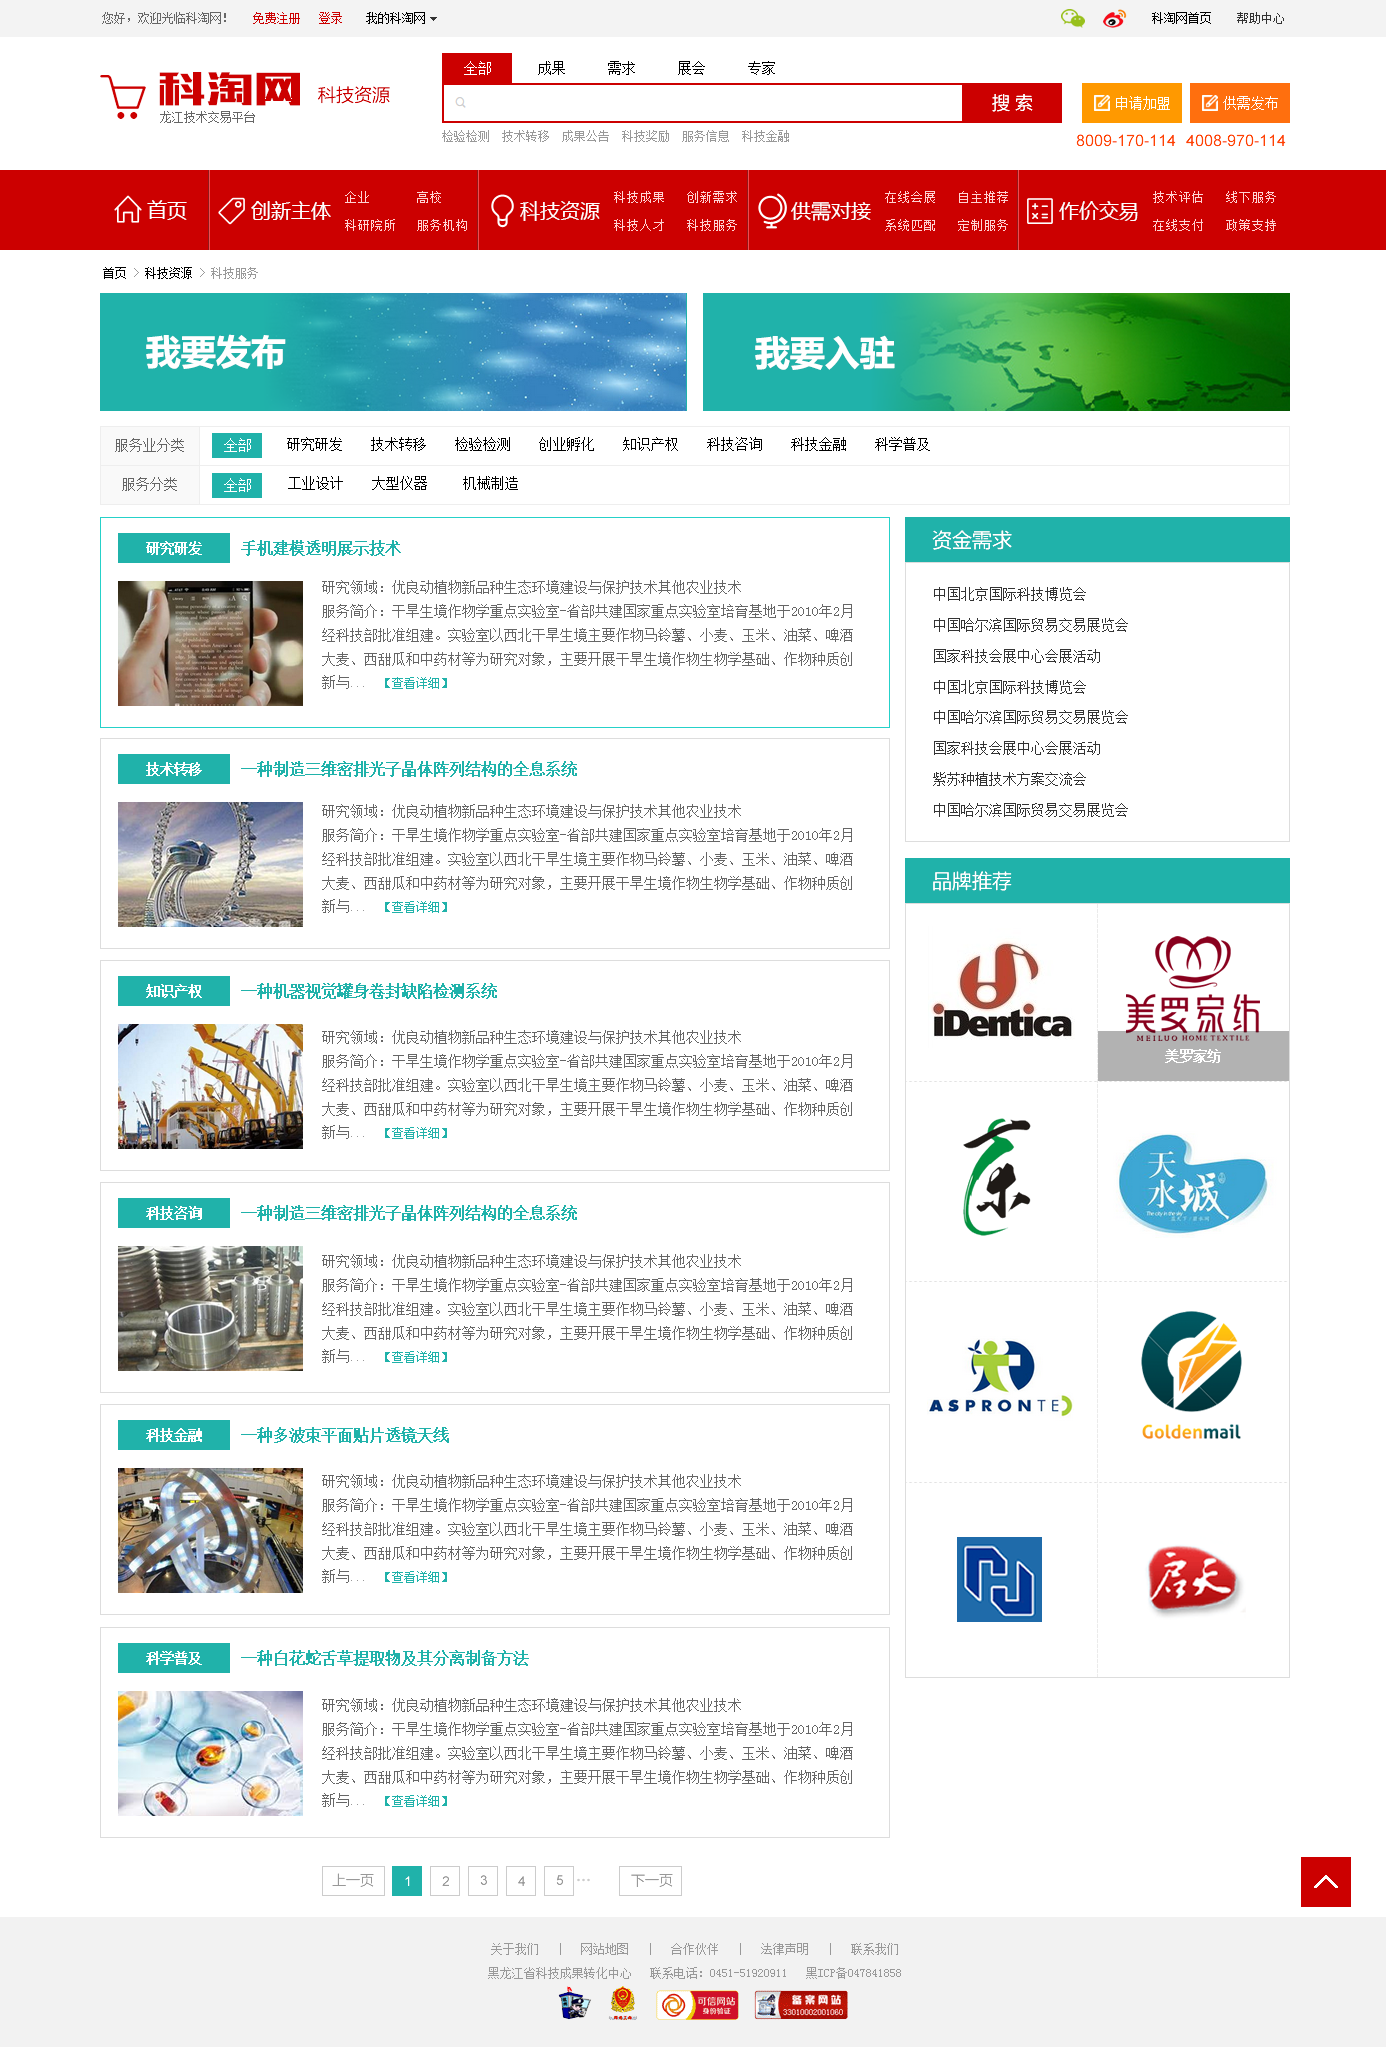 您好，欢迎光临科淘网！ 免费注册 登录 我的科淘网 科淘网首页 帮助中心
全部 成果 需求 展会 专家
科淘网 科技资源
龙江技术交易平台
搜 索 申请加盟 供需发布
检验检测 技术转移 成果公告 科技奖励 服务信息 科技金融
8009-170-114 4008-970-114
首页
创新主体 企业 高校
科研院所 服务机构
科技资源 科技成果 创新需求
科技人才 科技服务
供需对接 在线会展 自主推荐
系统匹配 定制服务
作价交易 技术评估 线下服务
在线支付 政策支持
首页 > 科技资源 > 科技服务
我要发布
我要入驻
服务业分类 全部 研究研发 技术转移 检验检测 创业孵化 知识产权 科技咨询 科技金融 科学普及
服务分类 全部 工业设计 大型仪器 机械制造
研究研发 手机建模透明展示技术
研究领域：优良动植物新品种生态环境建设与保护技术其他农业技术
服务简介：干旱生境作物学重点实验室-省部共建国家重点实验室培育基地于2010年2月
经科技部批准组建。实验室以西北干旱生境主要作物马铃薯、小麦、玉米、油菜、啤酒
大麦、西甜瓜和中药材等为研究对象，主要开展干旱生境作物生物学基础、作物种质创
新与... 【查看详细】
技术转移 一种制造三维密排光子晶体阵列结构的全息系统
研究领域：优良动植物新品种生态环境建设与保护技术其他农业技术
服务简介：干旱生境作物学重点实验室-省部共建国家重点实验室培育基地于2010年2月
经科技部批准组建。实验室以西北干旱生境主要作物马铃薯、小麦、玉米、油菜、啤酒
大麦、西甜瓜和中药材等为研究对象，主要开展干旱生境作物生物学基础、作物种质创
新与... 【查看详细】
知识产权 一种机器视觉罐身卷封缺陷检测系统
研究领域：优良动植物新品种生态环境建设与保护技术其他农业技术
服务简介：干旱生境作物学重点实验室-省部共建国家重点实验室培育基地于2010年2月
经科技部批准组建。实验室以西北干旱生境主要作物马铃薯、小麦、玉米、油菜、啤酒
大麦、西甜瓜和中药材等为研究对象，主要开展干旱生境作物生物学基础、作物种质创
新与... 【查看详细】
科技咨询 一种制造三维密排光子晶体阵列结构的全息系统
研究领域：优良动植物新品种生态环境建设与保护技术其他农业技术
服务简介：干旱生境作物学重点实验室-省部共建国家重点实验室培育基地于2010年2月
经科技部批准组建。实验室以西北干旱生境主要作物马铃薯、小麦、玉米、油菜、啤酒
大麦、西甜瓜和中药材等为研究对象，主要开展干旱生境作物生物学基础、作物种质创
新与... 【查看详细】
科技金融 一种多波束平面贴片透镜天线
研究领域：优良动植物新品种生态环境建设与保护技术其他农业技术
服务简介：干旱生境作物学重点实验室-省部共建国家重点实验室培育基地于2010年2月
经科技部批准组建。实验室以西北干旱生境主要作物马铃薯、小麦、玉米、油菜、啤酒
大麦、西甜瓜和中药材等为研究对象，主要开展干旱生境作物生物学基础、作物种质创
新与... 【查看详细】
科学普及 一种白花蛇舌草提取物及其分离制备方法
研究领域：优良动植物新品种生态环境建设与保护技术其他农业技术
服务简介：干旱生境作物学重点实验室-省部共建国家重点实验室培育基地于2010年2月
经科技部批准组建。实验室以西北干旱生境主要作物马铃薯、小麦、玉米、油菜、啤酒
大麦、西甜瓜和中药材等为研究对象，主要开展干旱生境作物生物学基础、作物种质创
新与... 【查看详细】
上一页 1 2 3 4 5 ··· 下一页
资金需求
中国北京国际科技博览会
中国哈尔滨国际贸易交易展览会
国家科技会展中心会展活动
中国北京国际科技博览会
中国哈尔滨国际贸易交易展览会
国家科技会展中心会展活动
紫苏种植技术方案交流会
中国哈尔滨国际贸易交易展览会
品牌推荐
iDentica
美罗家纺
MEILUO HOME TEXTILE
美罗家纺
天水城
The city in the sky
ASPRONTEC
Goldenmail
启天
关于我们 | 网站地图 | 合作伙伴 | 法律声明 | 联系我们
黑龙江省科技成果转化中心 联系电话：0451-51920911 黑ICP备047841858
可信网站
身份验证
备案网站
33010002001060